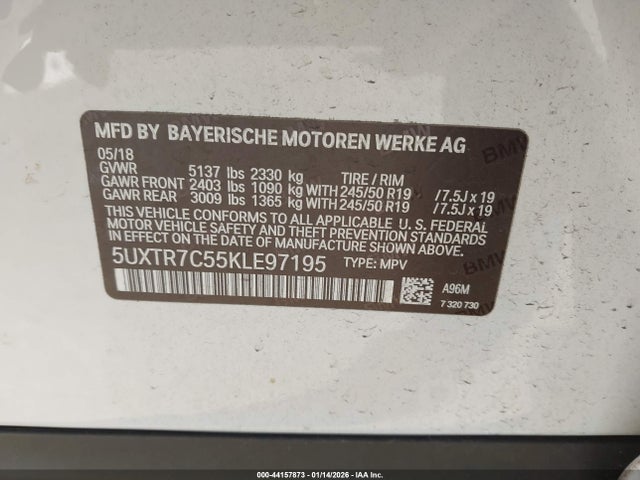 MFD BY BAYERISCHE MOTOREN WERKE AG
05/18
GVWR 5137 lbs 2330 kg TIRE / RIM
GAWR FRONT 2403 lbs 1090 kg WITH 245/50 R19 / 7.5J x 19
GAWR REAR 3009 lbs 1365 kg WITH 245/50 R19 / 7.5J x 19
THIS VEHICLE CONFORMS TO ALL APPLICABLE U. S. FEDERAL
MOTOR VEHICLE SAFETY, BUMPER, AND THEFT PREVENTION STANDARDS
IN EFFECT ON THE DATE OF MANUFACTURE SHOWN ABOVE.
5UXTR7C55KLE97195 TYPE: MPV
A96M
7 320 730
BMW
BMW
BMW
000-44157873 - 01/14/2026 - IAA Inc.